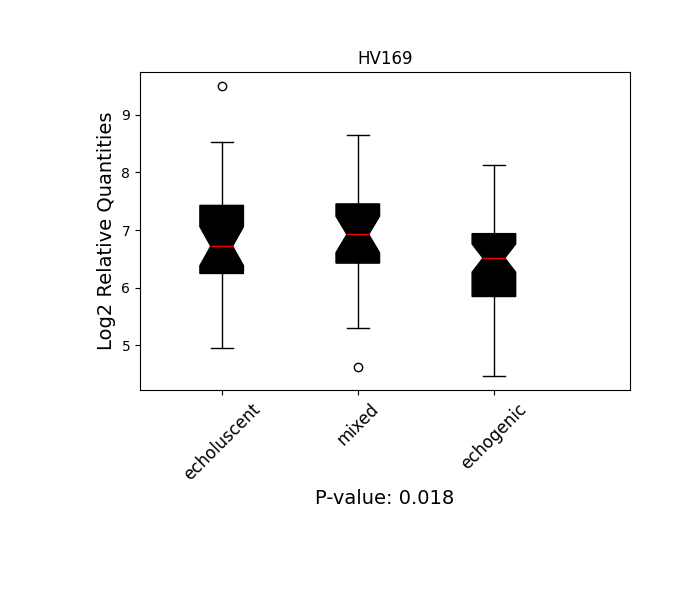 HV169
Log2 Relative Quantities
9
8
7
6
5
echoluscent
mixed
echogenic
P-value: 0.018